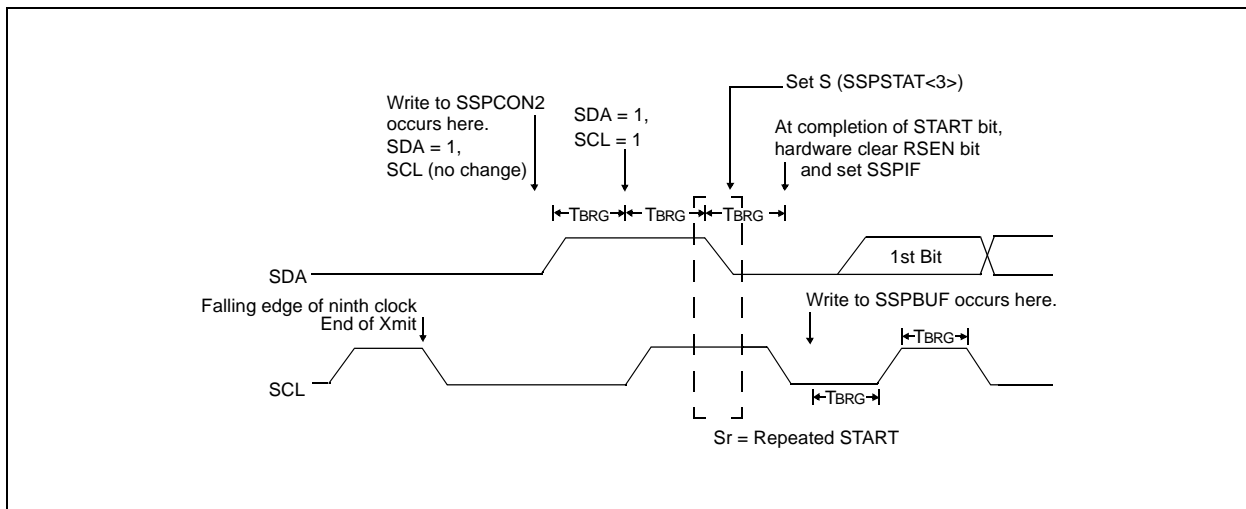 Set S (SSPSTAT<3>)
Write to SSPCON2
occurs here.
SDA = 1,
SCL (no change)
SDA = 1,
SCL = 1
At completion of START bit,
hardware clear RSEN bit
and set SSPIF
TBRG
TBRG
TBRG
SDA
1st Bit
Falling edge of ninth clock
End of Xmit
Write to SSPBUF occurs here.
TBRG
SCL
TBRG
Sr = Repeated START